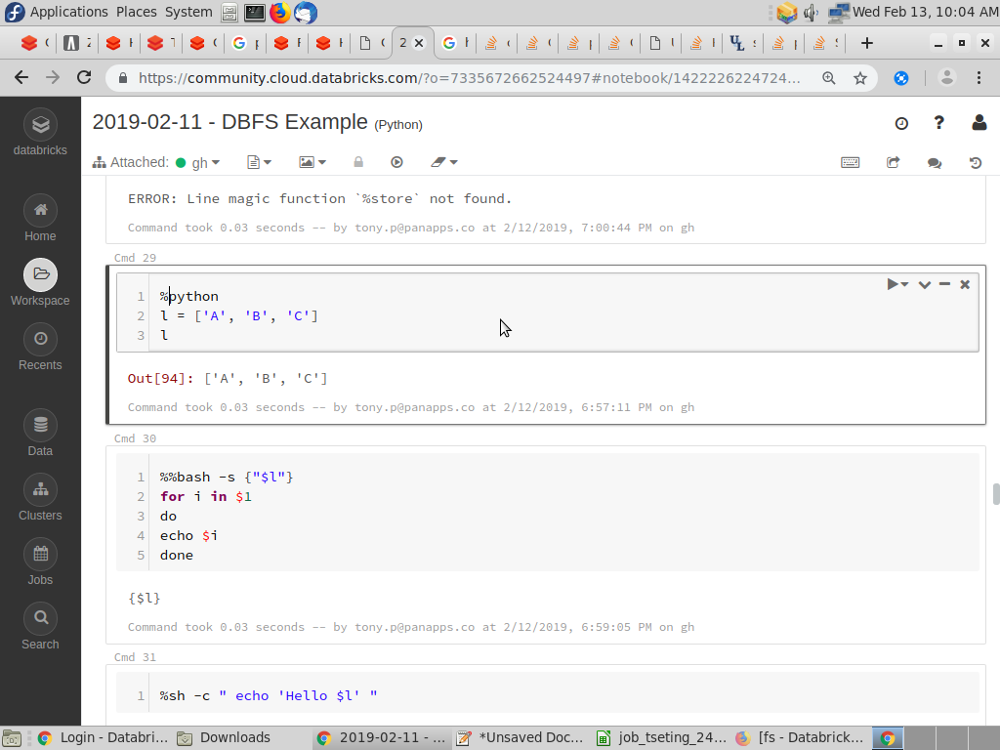 Applications Places System Wed Feb 13, 10:04 AM
2
https://community.cloud.databricks.com/?o=7335672662524497#notebook/1422226224724...
databricks
Home
Workspace
Recents
Data
Clusters
Jobs
Search
2019-02-11 - DBFS Example (Python)
Attached: gh
ERROR: Line magic function `%store` not found.
Command took 0.03 seconds -- by tony.p@panapps.co at 2/12/2019, 7:00:44 PM on gh
Cmd 29
1 %python
2 l = ['A', 'B', 'C']
3 l
Out[94]: ['A', 'B', 'C']
Command took 0.03 seconds -- by tony.p@panapps.co at 2/12/2019, 6:57:11 PM on gh
Cmd 30
1 %%bash -s {"$l"}
2 for i in $1
3 do
4 echo $i
5 done
{$l}
Command took 0.03 seconds -- by tony.p@panapps.co at 2/12/2019, 6:59:05 PM on gh
Cmd 31
1 %sh -c " echo 'Hello $l' "
Login - Databri... Downloads 2019-02-11 - ... *Unsaved Doc... job_tseting_24... [fs - Databrick...